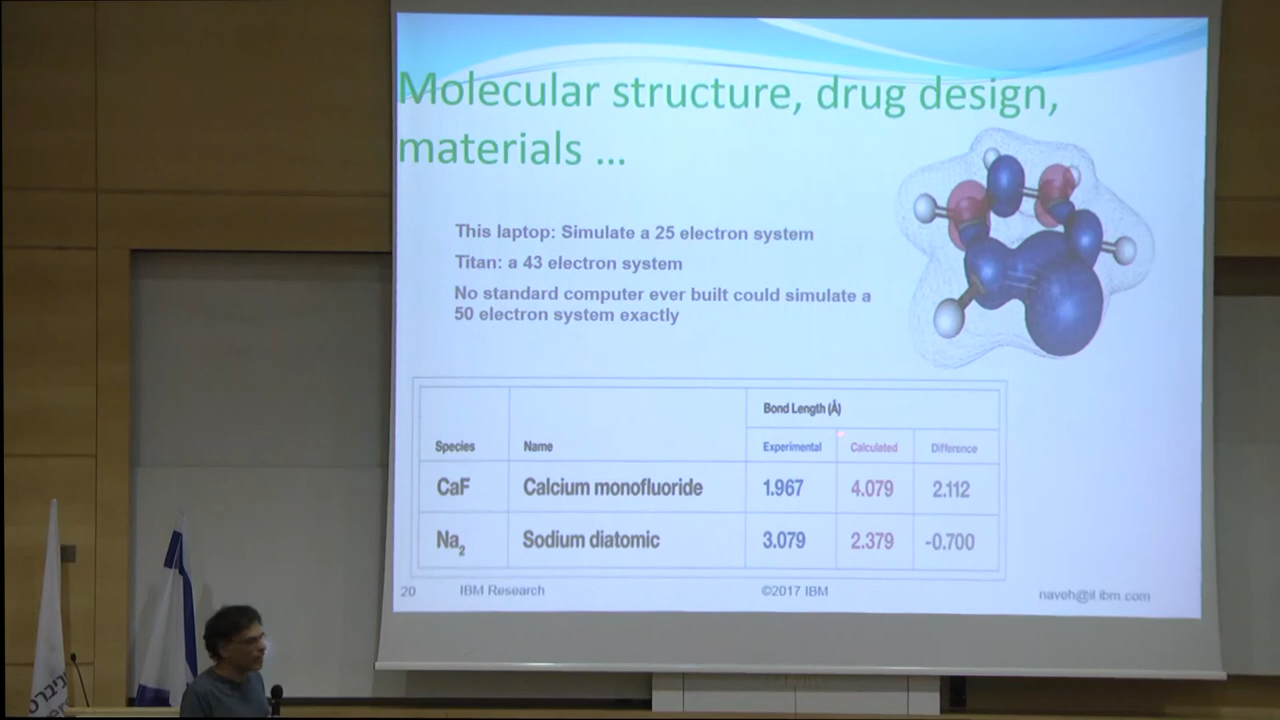 Molecular structure, drug design,
materials ...
This laptop: Simulate a 25 electron system
Titan: a 43 electron system
No standard computer ever built could simulate a
50 electron system exactly
Bond Length (Å)
Species Name Experimental Calculated Difference
CaF Calcium monofluoride 1.967 4.079 2.112
Na₂ Sodium diatomic 3.079 2.379 -0.700
20 IBM Research ©2017 IBM naveh@il.ibm.com